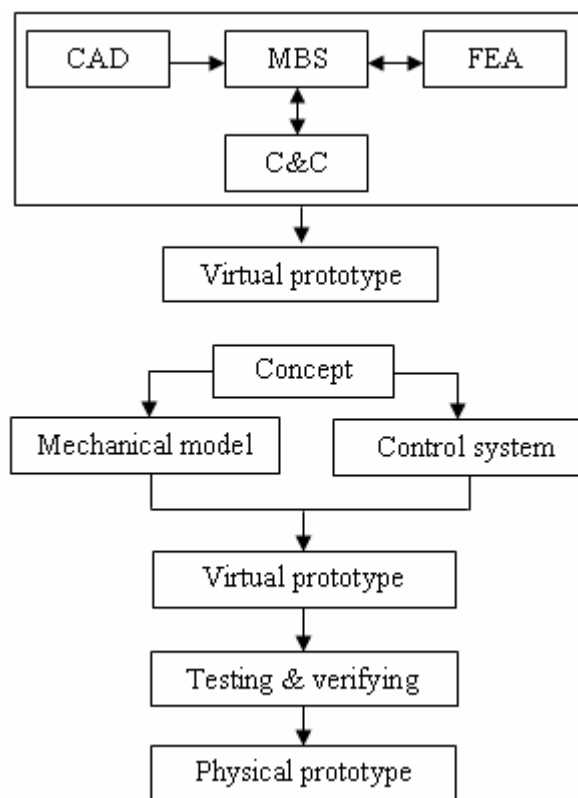 CAD
MBS
FEA
C&C
Virtual prototype
Concept
Mechanical model
Control system
Virtual prototype
Testing & verifying
Physical prototype